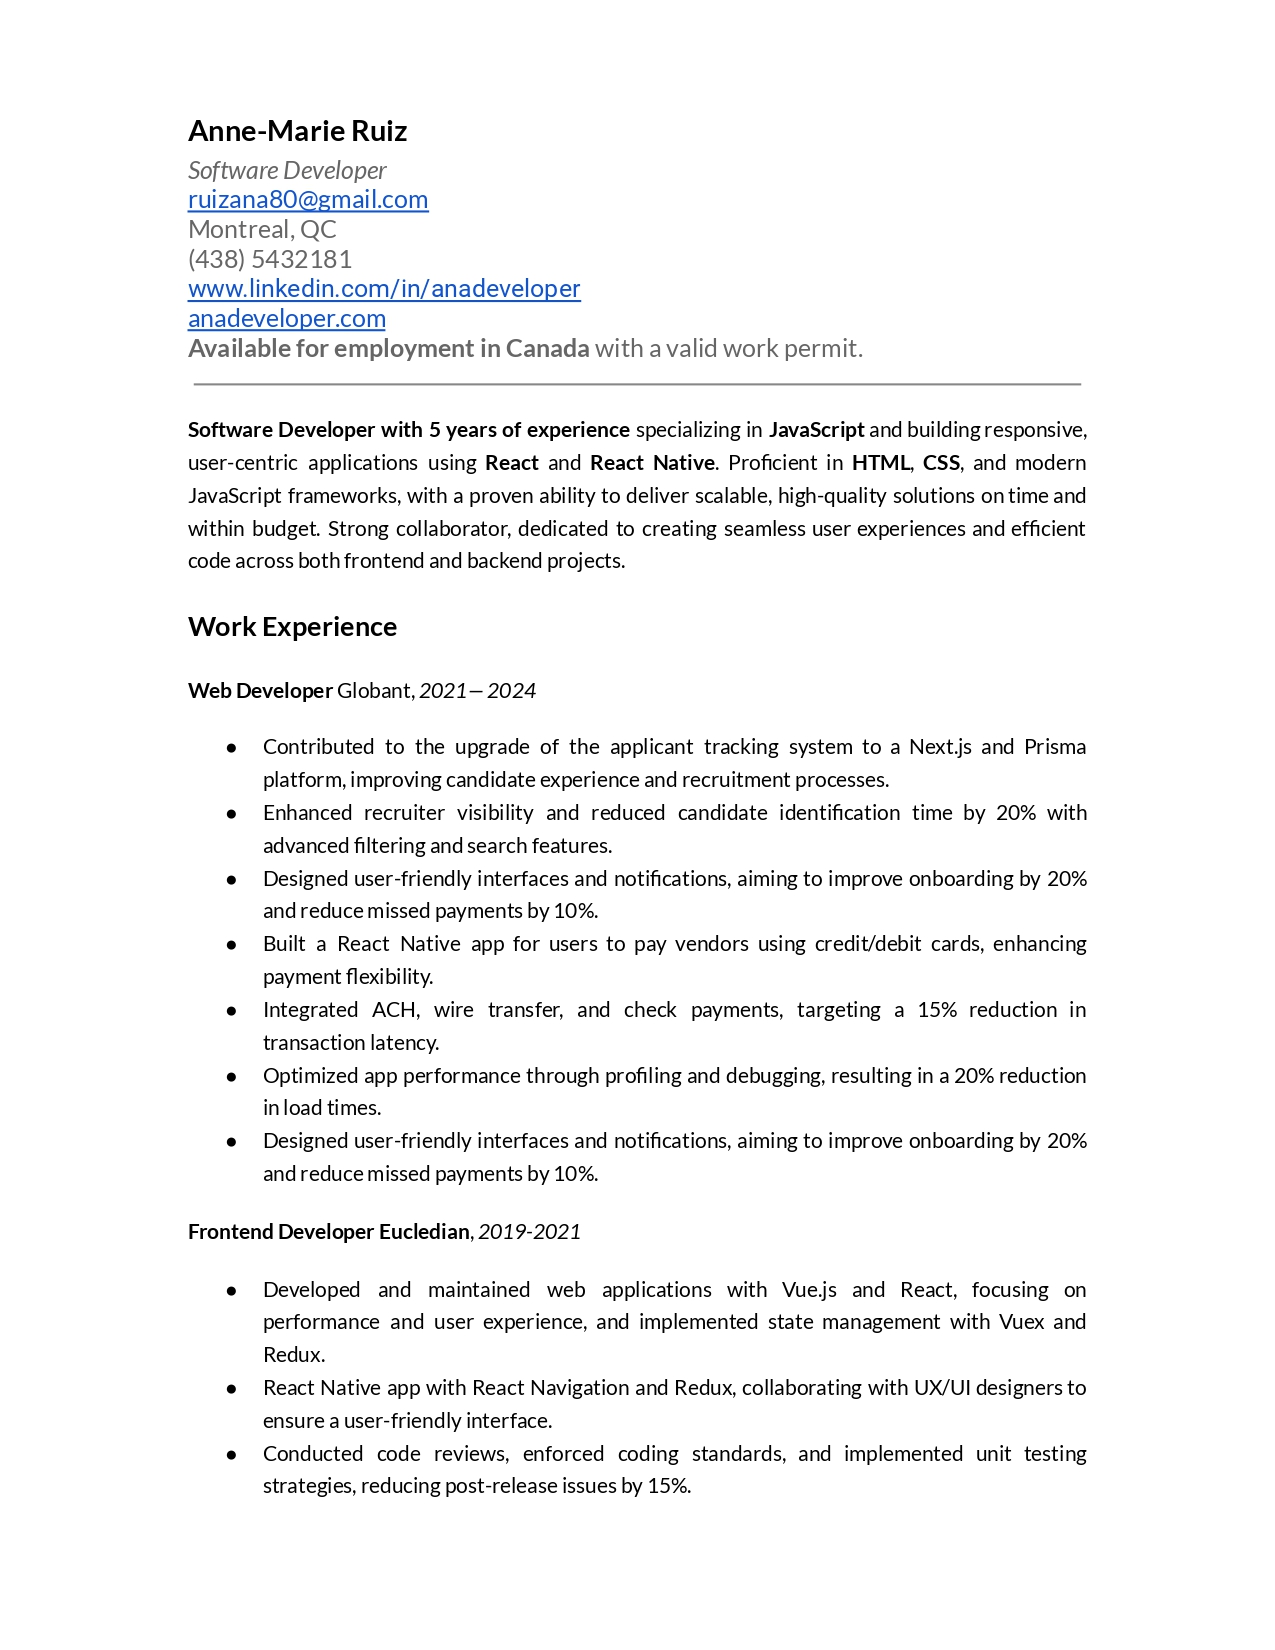 Anne-Marie Ruiz
Software Developer
ruizana80@gmail.com
Montreal, QC
(438) 5432181
www.linkedin.com/in/anadeveloper
anadeveloper.com
Available for employment in Canada with a valid work permit.
Software Developer with 5 years of experience specializing in JavaScript and building responsive,
user-centric applications using React and React Native. Proficient in HTML, CSS, and modern
JavaScript frameworks, with a proven ability to deliver scalable, high-quality solutions on time and
within budget. Strong collaborator, dedicated to creating seamless user experiences and efficient
code across both frontend and backend projects.
Work Experience
Web Developer Globant, 2021— 2024
● Contributed to the upgrade of the applicant tracking system to a Next.js and Prisma
platform, improving candidate experience and recruitment processes.
● Enhanced recruiter visibility and reduced candidate identification time by 20% with
advanced filtering and search features.
● Designed user-friendly interfaces and notifications, aiming to improve onboarding by 20%
and reduce missed payments by 10%.
● Built a React Native app for users to pay vendors using credit/debit cards, enhancing
payment flexibility.
● Integrated ACH, wire transfer, and check payments, targeting a 15% reduction in
transaction latency.
● Optimized app performance through profiling and debugging, resulting in a 20% reduction
in load times.
● Designed user-friendly interfaces and notifications, aiming to improve onboarding by 20%
and reduce missed payments by 10%.
Frontend Developer Eucledian, 2019-2021
● Developed and maintained web applications with Vue.js and React, focusing on
performance and user experience, and implemented state management with Vuex and
Redux.
● React Native app with React Navigation and Redux, collaborating with UX/UI designers to
ensure a user-friendly interface.
● Conducted code reviews, enforced coding standards, and implemented unit testing
strategies, reducing post-release issues by 15%.